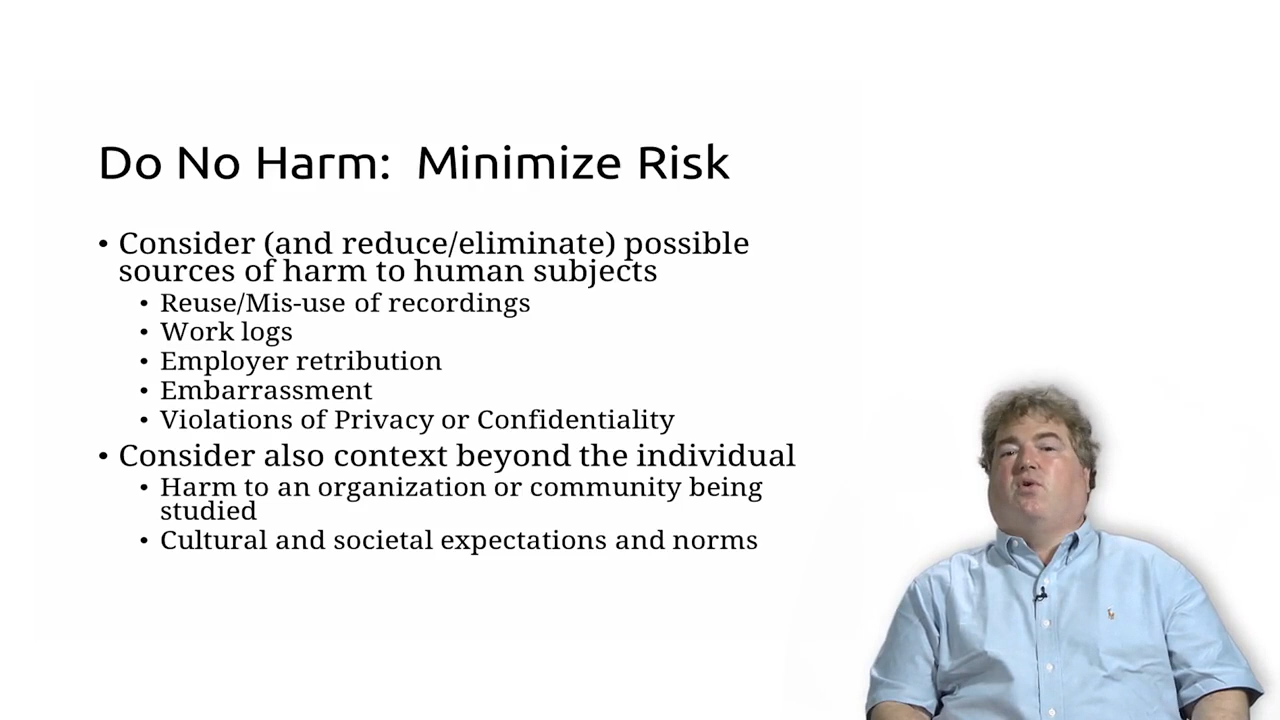 Do No Harm: Minimize Risk
• Consider (and reduce/eliminate) possible
sources of harm to human subjects
• Reuse/Mis-use of recordings
• Work logs
• Employer retribution
• Embarrassment
• Violations of Privacy or Confidentiality
• Consider also context beyond the individual
• Harm to an organization or community being
studied
• Cultural and societal expectations and norms